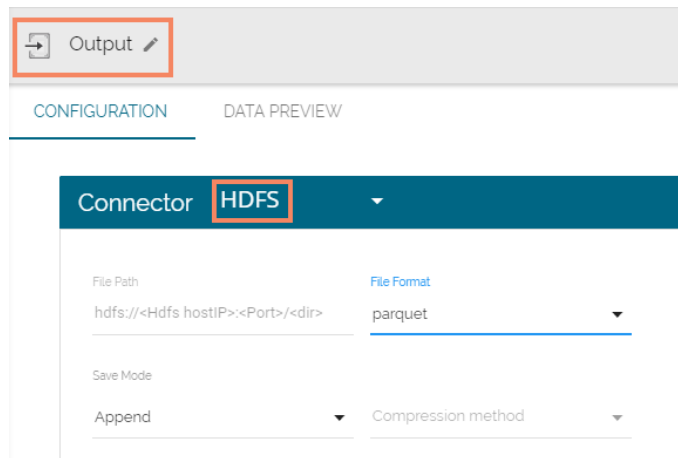 Output
CONFIGURATION DATA PREVIEW
Connector HDFS
File Path File Format
hdfs://<Hdfs hostIP>:<Port>/<dir> parquet
Save Mode
Append Compression method